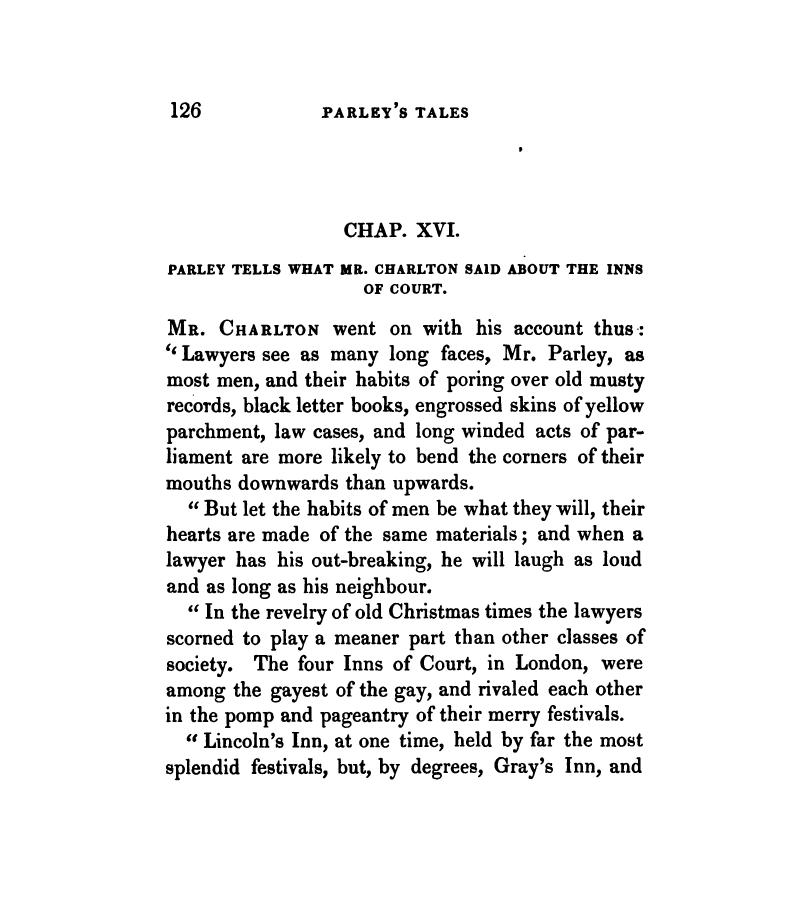 126 PARLEY'S TALES
CHAP. XVI.
PARLEY TELLS WHAT MR. CHARLTON SAID ABOUT THE INNS
OF COURT.
MR. CHARLTON went on with his account thus:
"Lawyers see as many long faces, Mr. Parley, as
most men, and their habits of poring over old musty
records, black letter books, engrossed skins of yellow
parchment, law cases, and long winded acts of par-
liament are more likely to bend the corners of their
mouths downwards than upwards.
"But let the habits of men be what they will, their
hearts are made of the same materials; and when a
lawyer has his out-breaking, he will laugh as loud
and as long as his neighbour.
"In the revelry of old Christmas times the lawyers
scorned to play a meaner part than other classes of
society. The four Inns of Court, in London, were
among the gayest of the gay, and rivaled each other
in the pomp and pageantry of their merry festivals.
"Lincoln's Inn, at one time, held by far the most
splendid festivals, but, by degrees, Gray's Inn, and